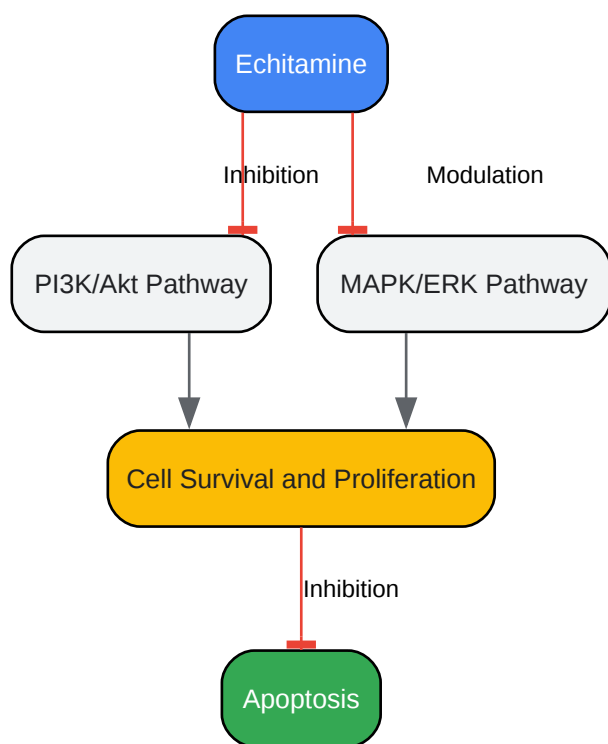 Echitamine
Inhibition
Modulation
PI3K/Akt Pathway
MAPK/ERK Pathway
Cell Survival and Proliferation
Inhibition
Apoptosis